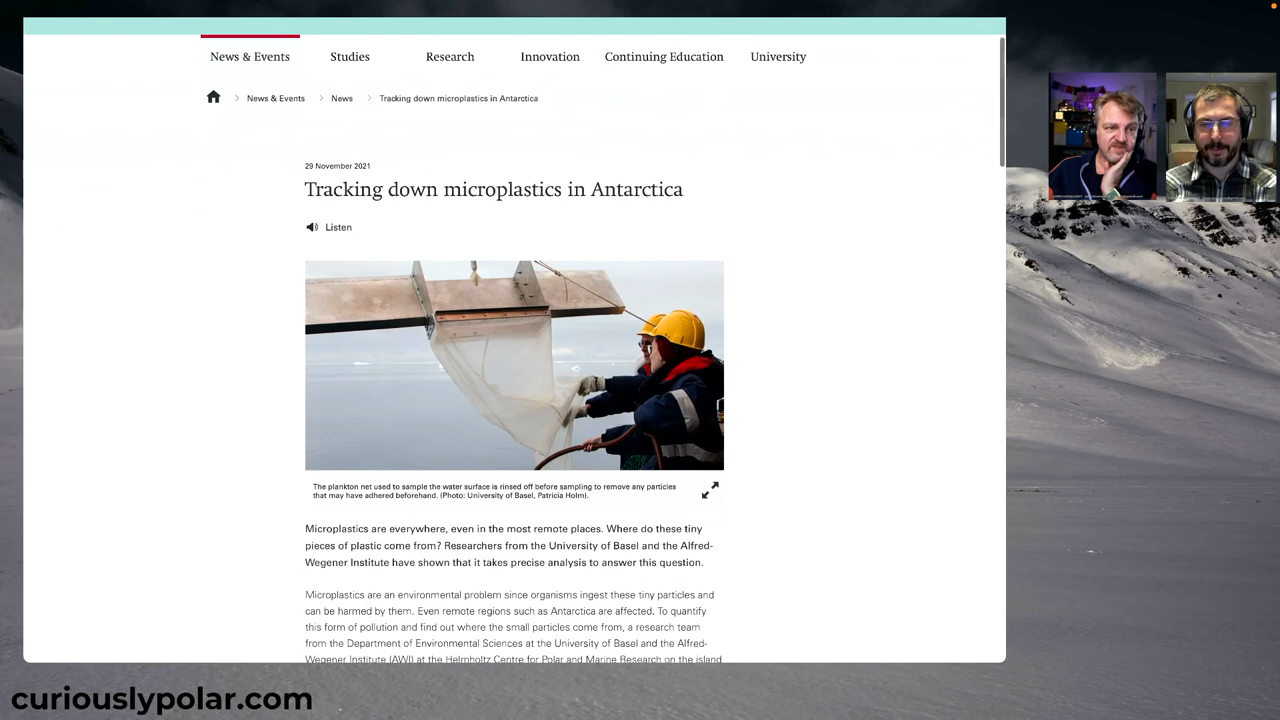 News & Events
Studies
Research
Innovation
Continuing Education
University
News & Events
News
Tracking down microplastics in Antarctica
29 November 2021
Tracking down microplastics in Antarctica
Listen
The plankton net used to sample the water surface is rinsed off before sampling to remove any particles
that may have adhered beforehand. (Photo: University of Basel, Patricia Holm).
Microplastics are everywhere, even in the most remote places. Where do these tiny
pieces of plastic come from? Researchers from the University of Basel and the Alfred-
Wegener Institute have shown that it takes precise analysis to answer this question.
Microplastics are an environmental problem since organisms ingest these tiny particles and
can be harmed by them. Even remote regions such as Antarctica are affected. To quantify
this form of pollution and find out where the small particles come from, a research team
from the Department of Environmental Sciences at the University of Basel and the Alfred-
Wegener Institute (AWI) at the Helmholtz Centre for Polar and Marine Research on the island
curiouslypolar.com